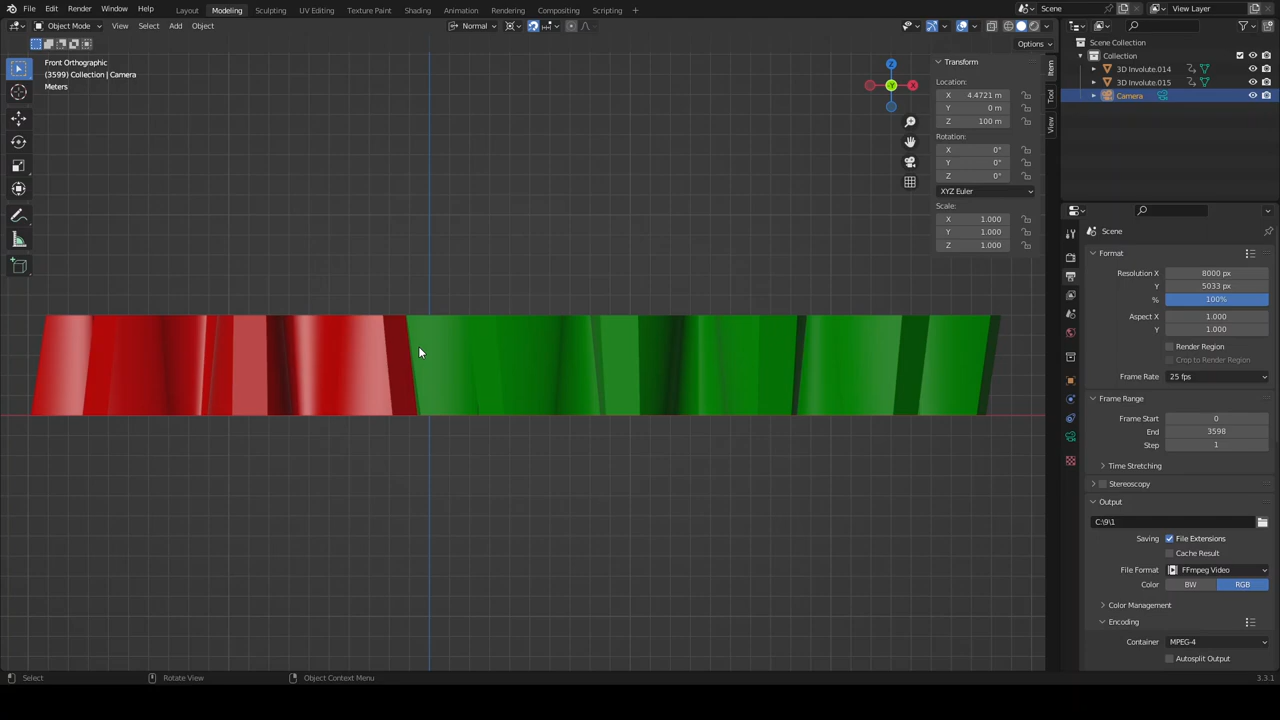 File Edit Render Window Help Layout Modeling Sculpting UV Editing Texture Paint Shading Animation Rendering Compositing Scripting + Scene View Layer
Object Mode View Select Add Object Normal
Options
Front Orthographic
(3599) Collection | Camera
Meters
Transform
Location:
X 4.4721 m
Y 0 m
Z 100 m
Rotation:
X 0°
Y 0°
Z 0°
XYZ Euler
Scale:
X 1.000
Y 1.000
Z 1.000
Item
Tool
View
Z
X
Y
Scene Collection
Collection
3D Involute.014
3D Involute.015
Camera
Scene
Format
Resolution X 8000 px
Y 5033 px
% 100%
Aspect X 1.000
Y 1.000
Render Region
Crop to Render Region
Frame Rate 25 fps
Frame Range
Frame Start 0
End 3598
Step 1
Time Stretching
Stereoscopy
Output
C:\9\1
Saving File Extensions
Cache Result
File Format FFmpeg Video
Color BW RGB
Color Management
Encoding
Container MPEG-4
Autosplit Output
Select Rotate View Object Context Menu 3.3.1